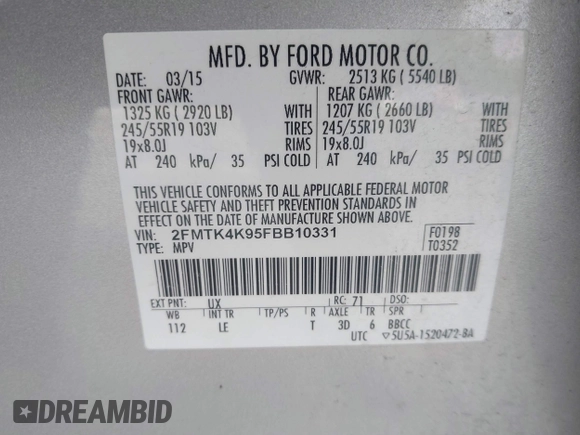 MFD. BY FORD MOTOR CO.
DATE: 03/15 GVWR: 2513 KG ( 5540 LB)
FRONT GAWR: REAR GAWR:
1325 KG ( 2920 LB) WITH 1207 KG ( 2660 LB) WITH
245/55R19 103V TIRES 245/55R19 103V TIRES
19x8.0J RIMS 19x8.0J RIMS
AT 240 kPa/ 35 PSI COLD AT 240 kPa/ 35 PSI COLD
THIS VEHICLE CONFORMS TO ALL APPLICABLE FEDERAL MOTOR
VEHICLE SAFETY AND THEFT PREVENTION STANDARDS IN
EFFECT ON THE DATE OF MANUFACTURE SHOWN ABOVE.
VIN: 2FMTK4K95FBB10331 F0198
TYPE: MPV T0352
EXT PNT: UX RC: 71 DSO:
WB INT TR TP/PS R AXLE TR SPR
112 LE T 3D 6 BBCC
UTC ▽5U5A-1520472-BA
DREAMBID